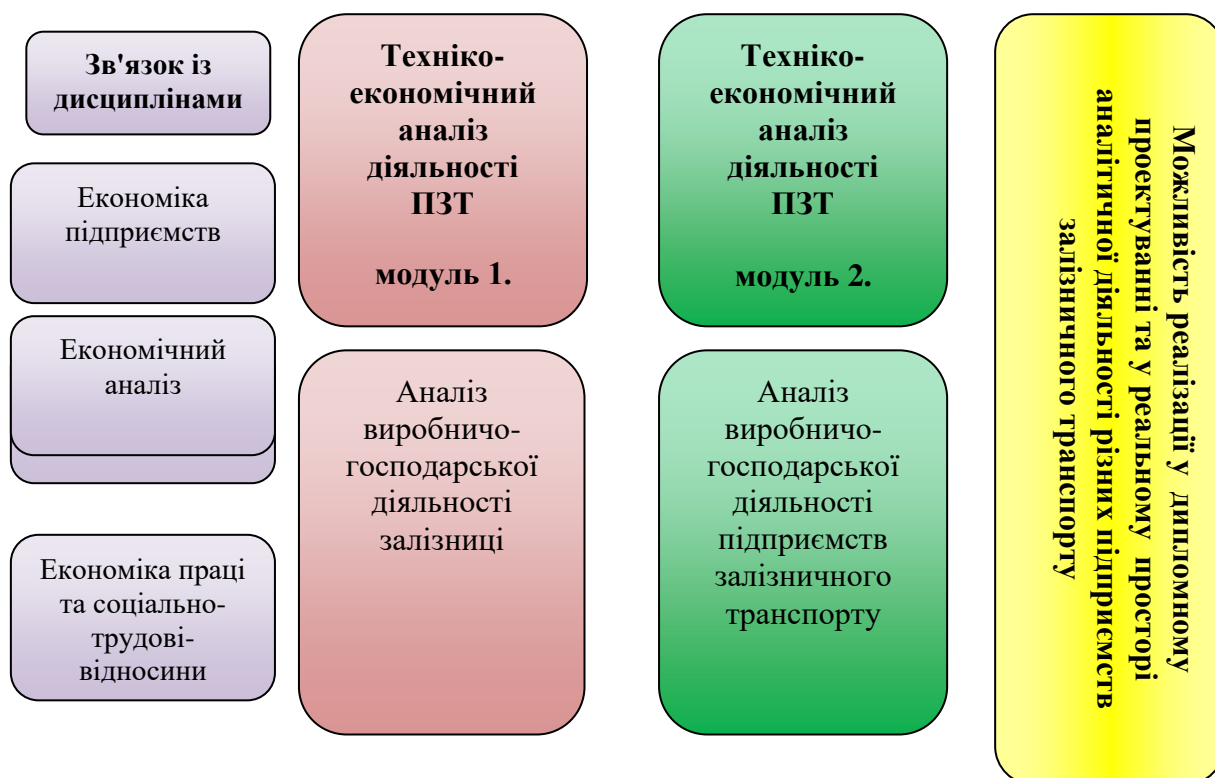 Зв'язок із
дисциплінами
Економіка
підприємств
Економічний
аналіз
Економіка праці
та соціально-
трудові-
відносини
Техніко-
економічний
аналіз
діяльності
ПЗТ
модуль 1.
Аналіз
виробничо-
господарської
діяльності
залізниці
Техніко-
економічний
аналіз
діяльності
ПЗТ
модуль 2.
Аналіз
виробничо-
господарської
діяльності
підприємств
залізничного
транспорту
Можливість реалізації у дипломному
проектуванні та у реальному просторі
аналітичної діяльності різних підприємств
залізничного транспорту